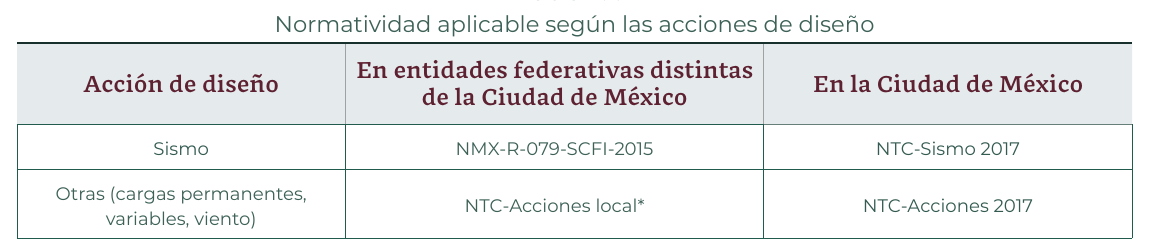 Normatividad aplicable según las acciones de diseño
Acción de diseño
En entidades federativas distintas
de la Ciudad de México
En la Ciudad de México
Sismo
NMX-R-079-SCFI-2015
NTC-Sismo 2017
Otras (cargas permanentes,
variables, viento)
NTC-Acciones local*
NTC-Acciones 2017